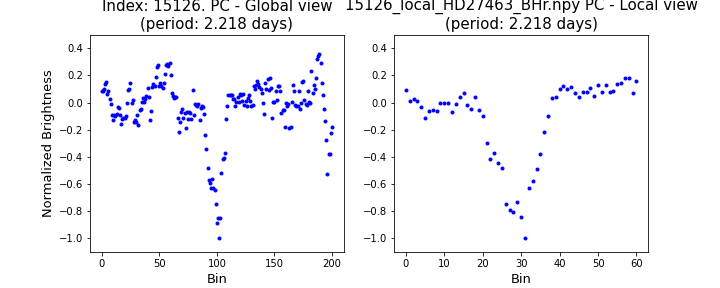 Index: 15126. PC - Global view
(period: 2.218 days)
15126_local_HD27463_BHr.npy PC - Local view
(period: 2.218 days)
Normalized Brightness
0.4
0.2
0.0
−0.2
−0.4
−0.6
−0.8
−1.0
0 50 100 150 200
Bin
0.4
0.2
0.0
−0.2
−0.4
−0.6
−0.8
−1.0
0 10 20 30 40 50 60
Bin